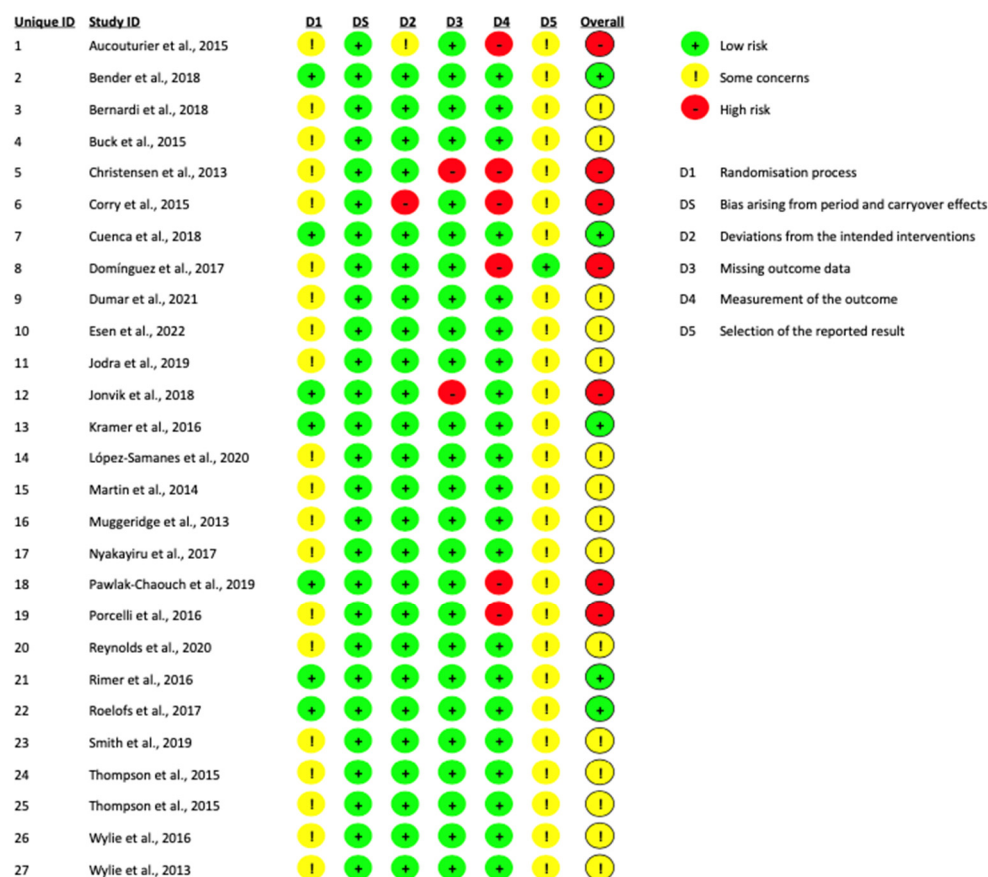 Unique ID Study ID D1 DS D2 D3 D4 D5 Overall
1 Aucouturier et al., 2015 ! + ! + - ! - + Low risk
2 Bender et al., 2018 + + + + + ! + ! Some concerns
3 Bernardi et al., 2018 ! + + + + ! ! - High risk
4 Buck et al., 2015 ! + + + + ! !
5 Christensen et al., 2013 ! + + - - ! - D1 Randomisation process
6 Corry et al., 2015 ! + - + - ! - DS Bias arising from period and carryover effects
7 Cuenca et al., 2018 + + + + + ! + D2 Deviations from the intended interventions
8 Domínguez et al., 2017 ! + + + - + - D3 Missing outcome data
9 Dumar et al., 2021 ! + + + + ! ! D4 Measurement of the outcome
10 Esen et al., 2022 ! + + + + ! ! D5 Selection of the reported result
11 Jodra et al., 2019 ! + + + + ! !
12 Jonvik et al., 2018 + + + - + ! -
13 Kramer et al., 2016 + + + + + ! +
14 López-Samanes et al., 2020 ! + + + + ! !
15 Martin et al., 2014 ! + + + + ! !
16 Muggeridge et al., 2013 ! + + + + ! !
17 Nyakayiru et al., 2017 ! + + + + ! !
18 Pawlak-Chaouch et al., 2019 + + + + - ! -
19 Porcelli et al., 2016 ! + + + - ! -
20 Reynolds et al., 2020 ! + + + + ! !
21 Rimer et al., 2016 + + + + + ! +
22 Roelofs et al., 2017 + + + + + ! +
23 Smith et al., 2019 ! + + + + ! !
24 Thompson et al., 2015 ! + + + + ! !
25 Thompson et al., 2015 ! + + + + ! !
26 Wylie et al., 2016 ! + + + + ! !
27 Wylie et al., 2013 ! + + + + ! !